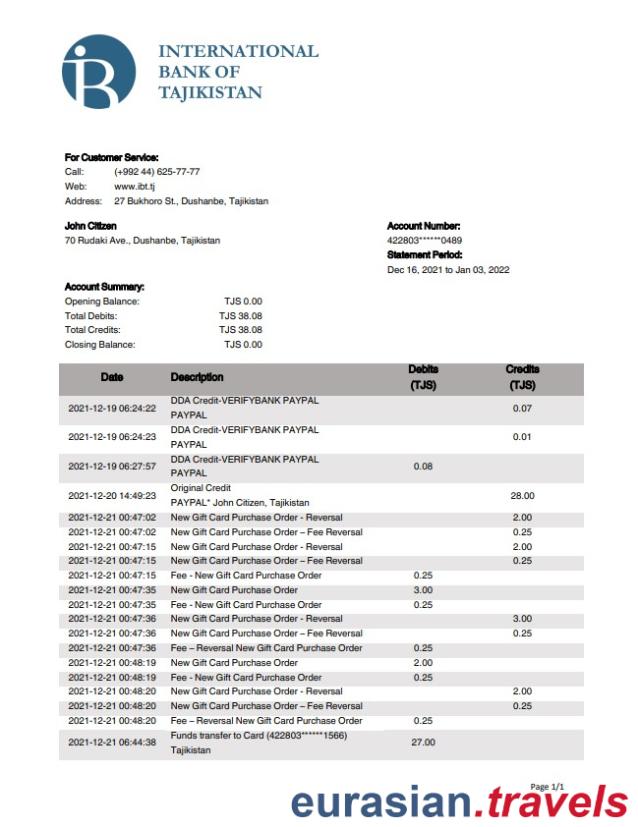 INTERNATIONAL
BANK OF
TAJIKISTAN
For Customer Service:
Call: (+992 44) 625-77-77
Web: www.ibt.tj
Address: 27 Bukhoro St., Dushanbe, Tajikistan
John Citizen
70 Rudaki Ave., Dushanbe, Tajikistan
Account Number:
422803******0489
Statement Period:
Dec 16, 2021 to Jan 03, 2022
Account Summary:
Opening Balance: TJS 0.00
Total Debits: TJS 38.08
Total Credits: TJS 38.08
Closing Balance: TJS 0.00
Date Description Debits (TJS) Credits (TJS)
2021-12-19 06:24:22 DDA Credit-VERIFYBANK PAYPAL
PAYPAL 0.07
2021-12-19 06:24:23 DDA Credit-VERIFYBANK PAYPAL
PAYPAL 0.01
2021-12-19 06:27:57 DDA Credit-VERIFYBANK PAYPAL
PAYPAL 0.08
2021-12-20 14:49:23 Original Credit
PAYPAL* John Citizen, Tajikistan 28.00
2021-12-21 00:47:02 New Gift Card Purchase Order - Reversal 2.00
2021-12-21 00:47:02 New Gift Card Purchase Order – Fee Reversal 0.25
2021-12-21 00:47:15 New Gift Card Purchase Order - Reversal 2.00
2021-12-21 00:47:15 New Gift Card Purchase Order – Fee Reversal 0.25
2021-12-21 00:47:15 Fee - New Gift Card Purchase Order 0.25
2021-12-21 00:47:35 New Gift Card Purchase Order 3.00
2021-12-21 00:47:35 Fee - New Gift Card Purchase Order 0.25
2021-12-21 00:47:36 New Gift Card Purchase Order - Reversal 3.00
2021-12-21 00:47:36 New Gift Card Purchase Order – Fee Reversal 0.25
2021-12-21 00:47:36 Fee – Reversal New Gift Card Purchase Order 0.25
2021-12-21 00:48:19 New Gift Card Purchase Order 2.00
2021-12-21 00:48:19 Fee - New Gift Card Purchase Order 0.25
2021-12-21 00:48:20 New Gift Card Purchase Order - Reversal 2.00
2021-12-21 00:48:20 New Gift Card Purchase Order – Fee Reversal 0.25
2021-12-21 00:48:20 Fee – Reversal New Gift Card Purchase Order 0.25
2021-12-21 06:44:38 Funds transfer to Card (422803******1566)
Tajikistan 27.00
Page 1/1
eurasian.travels